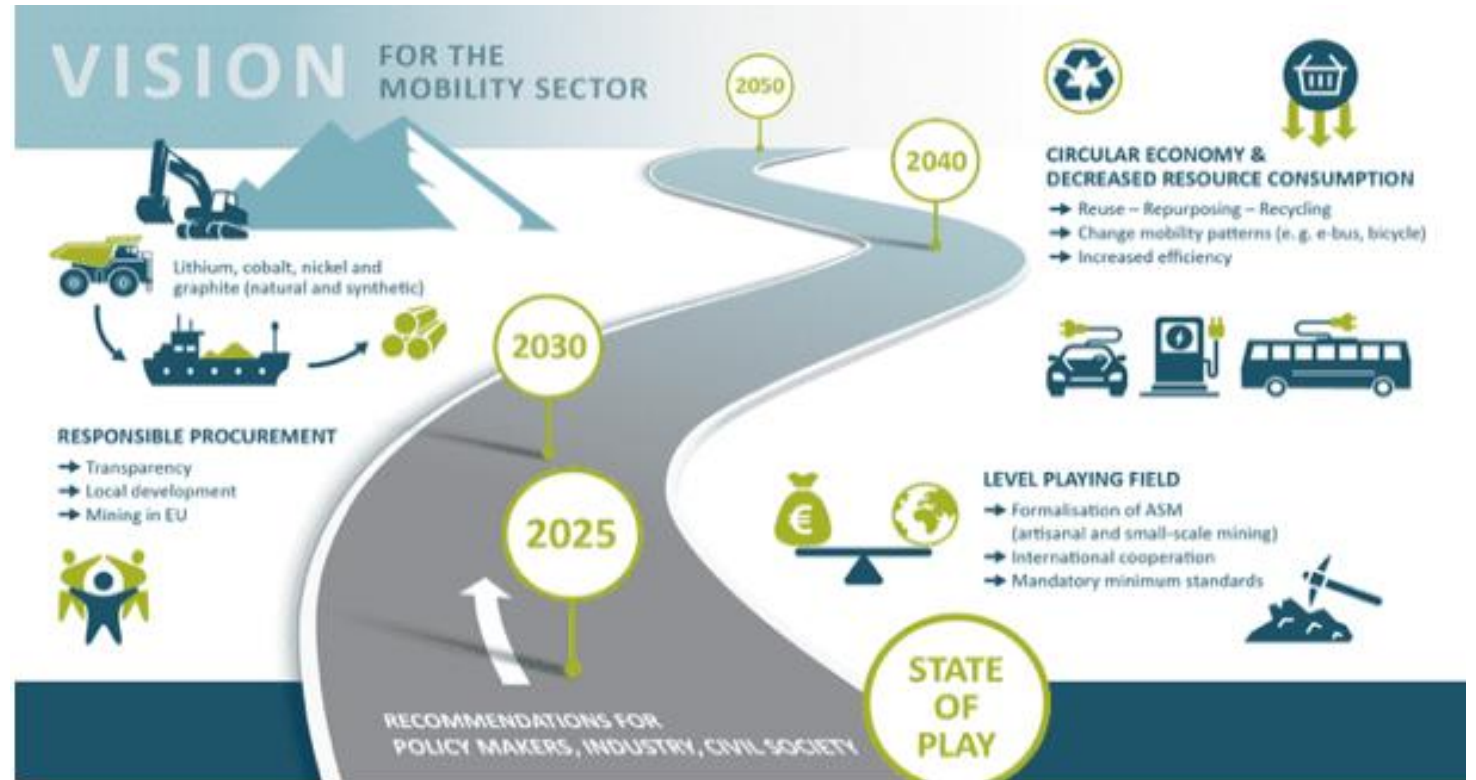 VISION
FOR THE
MOBILITY SECTOR
2050
2040
2030
2025
Lithium, cobalt, nickel and
graphite (natural and synthetic)
RESPONSIBLE PROCUREMENT
➔ Transparency
➔ Local development
➔ Mining in EU
CIRCULAR ECONOMY &
DECREASED RESOURCE CONSUMPTION
➔ Reuse – Repurposing – Recycling
➔ Change mobility patterns (e. g. e-bus, bicycle)
➔ Increased efficiency
€
LEVEL PLAYING FIELD
➔ Formalisation of ASM
(artisanal and small-scale mining)
➔ International cooperation
➔ Mandatory minimum standards
RECOMMENDATIONS FOR
POLICY MAKERS, INDUSTRY, CIVIL SOCIETY
STATE
OF
PLAY